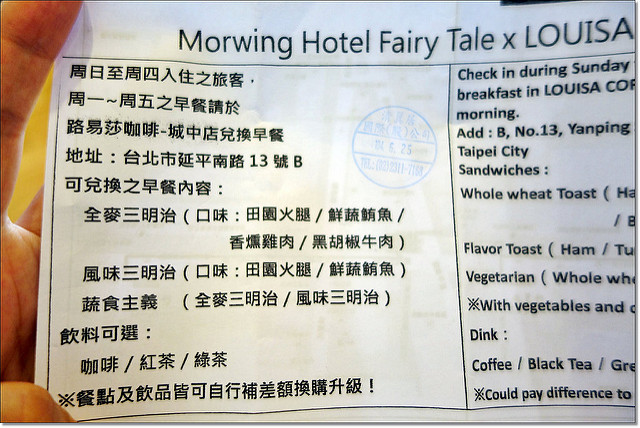 Morwing Hotel Fairy Tale x LOUISA
周日至周四入住之旅客，
周一~周五之早餐請於
路易莎咖啡-城中店兌換早餐
地址：台北市延平南路 13 號 B
可兌換之早餐內容：
全麥三明治（口味：田園火腿 / 鮮蔬鮪魚 /
香燻雞肉 / 黑胡椒牛肉）
風味三明治（口味：田園火腿 / 鮮蔬鮪魚）
蔬食主義 （全麥三明治 / 風味三明治）
飲料可選：
咖啡 / 紅茶 / 綠茶
※餐點及飲品皆可自行補差額換購升級！
Check in during Sunday
breakfast in LOUISA COF
morning.
Add : B, No.13, Yanping
Taipei City
Sandwiches :
Whole wheat Toast ( Ha
/ B
Flavor Toast ( Ham / Tu
Vegetarian ( Whole whe
※With vegetables and
Dink :
Coffee / Black Tea / Gre
※Could pay difference to